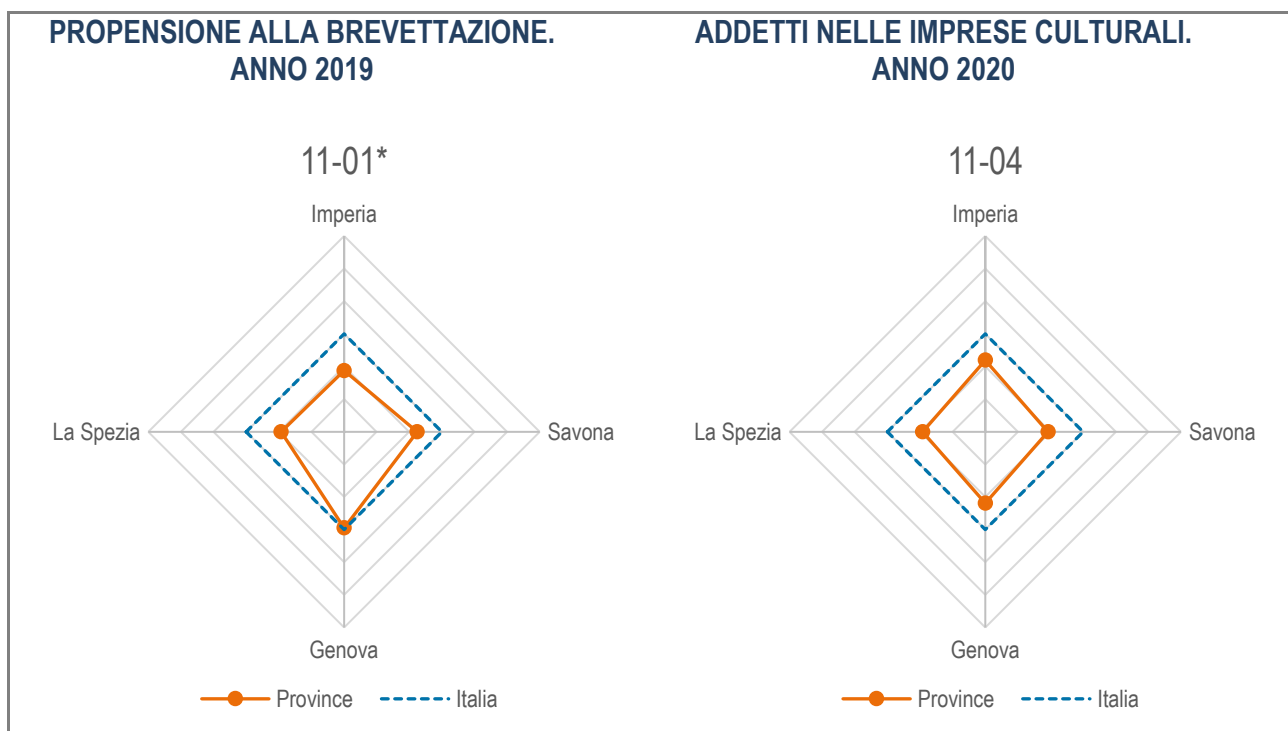 PROPENSIONE ALLA BREVETTAZIONE.
ANNO 2019
11-01*
Imperia
La Spezia
Savona
Genova
Province
Italia
ADDETTI NELLE IMPRESE CULTURALI.
ANNO 2020
11-04
Imperia
La Spezia
Savona
Genova
Province
Italia